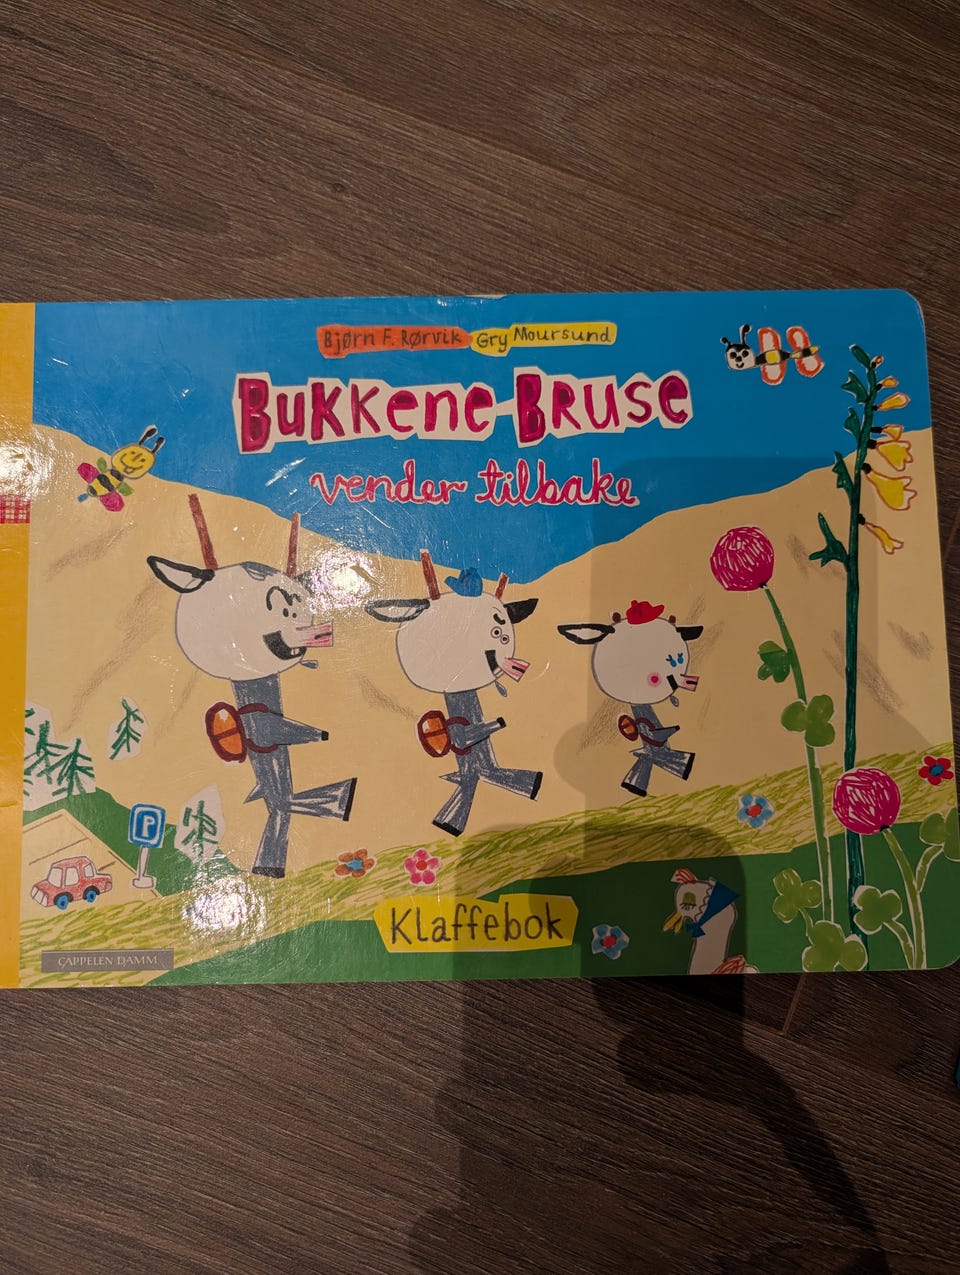 Bjørn F. Rørvik Gry Moursund
BUKKENE BRUSE
vender tilbake
P
Klaffebok
CAPPELEN DAMM